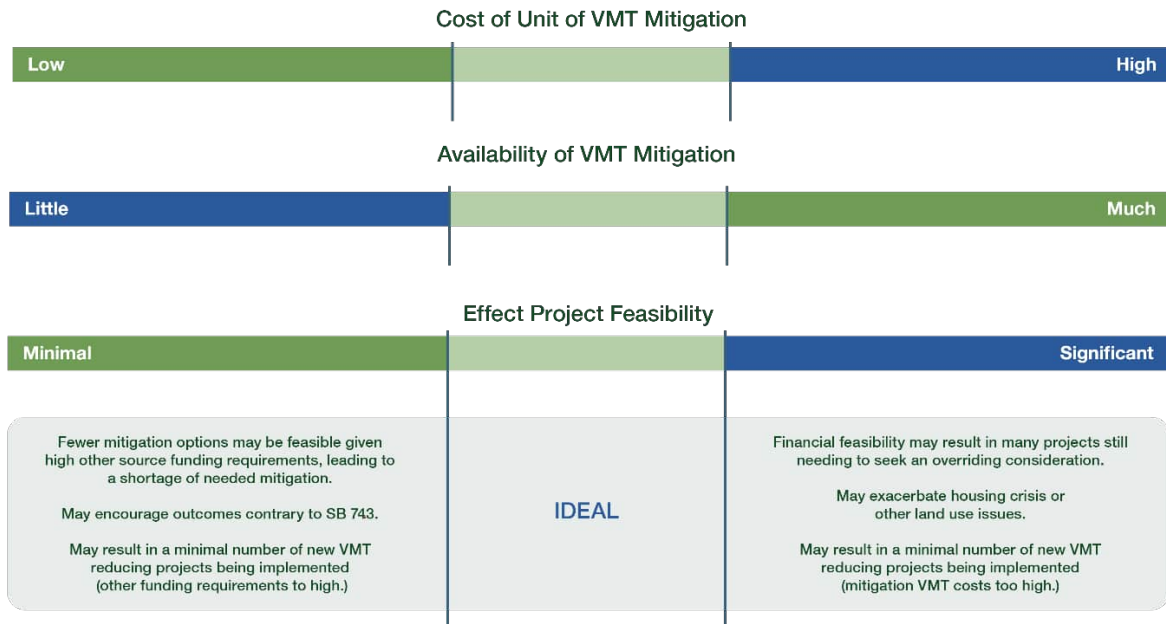 Cost of Unit of VMT Mitigation
Low
High
Availability of VMT Mitigation
Little
Much
Effect Project Feasibility
Minimal
Significant
Fewer mitigation options may be feasible given
high other source funding requirements, leading to
a shortage of needed mitigation.
May encourage outcomes contrary to SB 743.
May result in a minimal number of new VMT
reducing projects being implemented
(other funding requirements to high.)
IDEAL
Financial feasibility may result in many projects still
needing to seek an overriding consideration.
May exacerbate housing crisis or
other land use issues.
May result in a minimal number of new VMT
reducing projects being implemented
(mitigation VMT costs too high.)